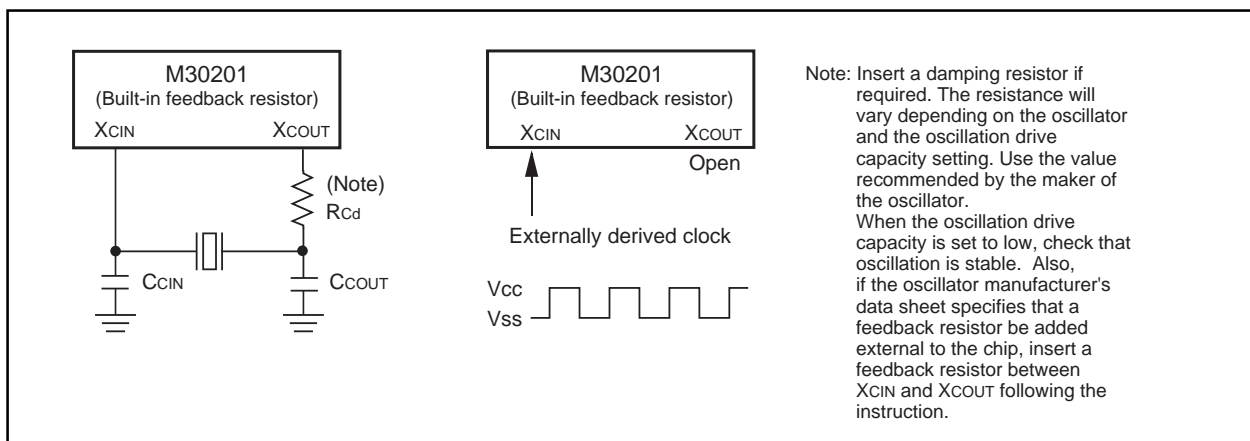 M30201
(Built-in feedback resistor)
XCIN XCOUT
(Note)
RCd
CCIN
CCOUT
M30201
(Built-in feedback resistor)
XCIN XCOUT
Open
Externally derived clock
Vcc
Vss
Note: Insert a damping resistor if
required. The resistance will
vary depending on the oscillator
and the oscillation drive
capacity setting. Use the value
recommended by the maker of
the oscillator.
When the oscillation drive
capacity is set to low, check that
oscillation is stable. Also,
if the oscillator manufacturer's
data sheet specifies that a
feedback resistor be added
external to the chip, insert a
feedback resistor between
XCIN and XCOUT following the
instruction.